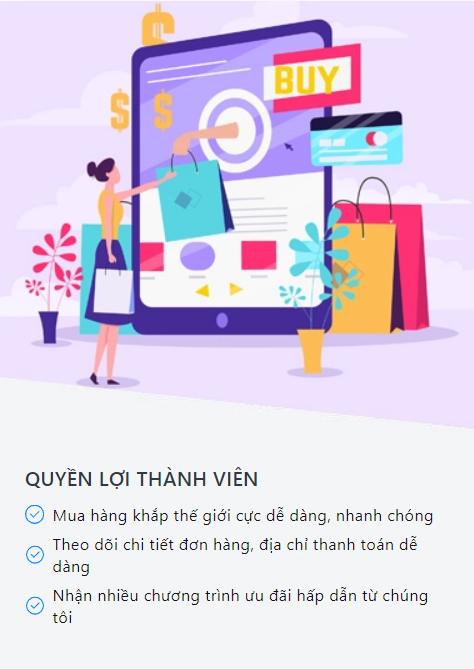 BUY
QUYỀN LỢI THÀNH VIÊN
Mua hàng khắp thế giới cực dễ dàng, nhanh chóng
Theo dõi chi tiết đơn hàng, địa chỉ thanh toán dễ
dàng
Nhận nhiều chương trình ưu đãi hấp dẫn từ chúng
tôi